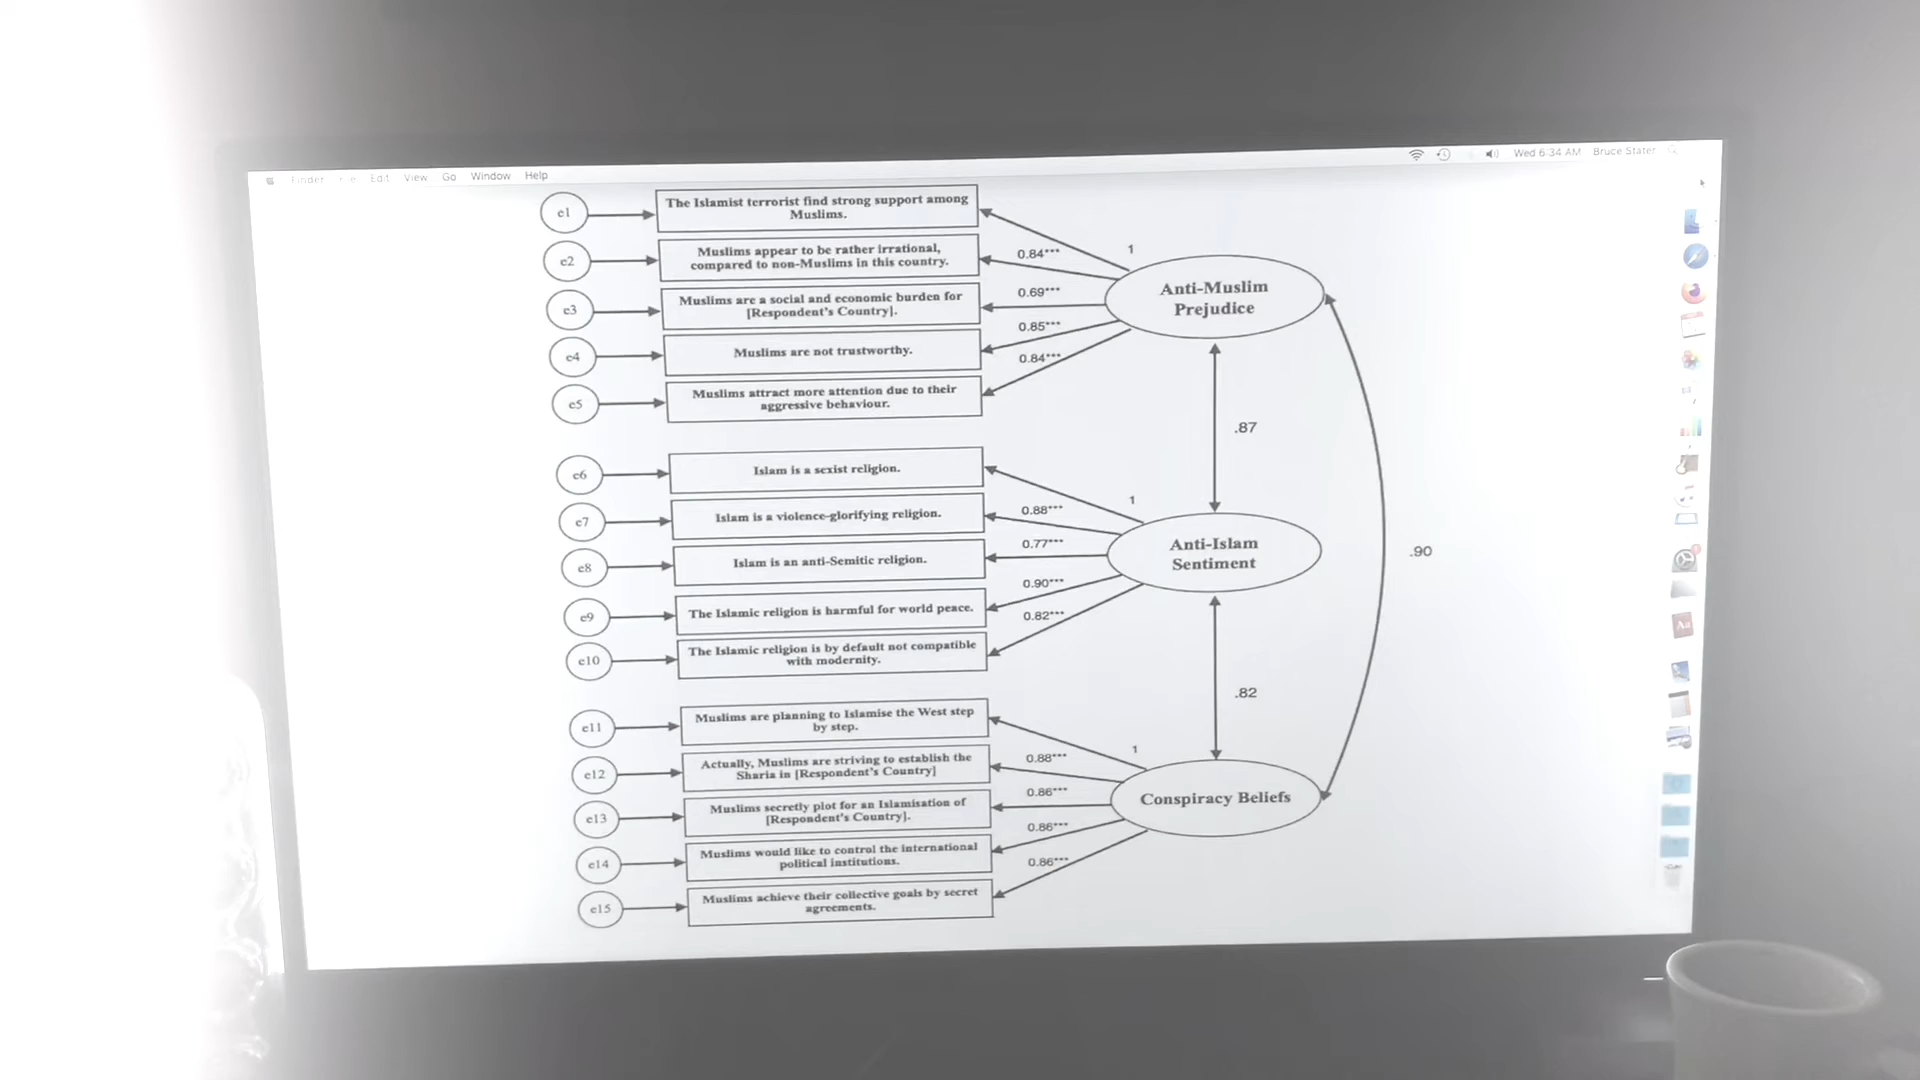 Finder
Edit
View
Go
Window
Help
Wed 6:34 AM
Bruce Stater
e1
The Islamist terrorist find strong support among
Muslims.
1
e2
Muslims appear to be rather irrational,
compared to non-Muslims in this country.
0.84***
e3
Muslims are a social and economic burden for
[Respondent's Country].
0.69***
e4
Muslims are not trustworthy.
0.85***
e5
Muslims attract more attention due to their
aggressive behaviour.
0.84***
Anti-Muslim
Prejudice
.87
e6
Islam is a sexist religion.
1
e7
Islam is a violence-glorifying religion.
0.88***
e8
Islam is an anti-Semitic religion.
0.77***
e9
The Islamic religion is harmful for world peace.
0.90***
e10
The Islamic religion is by default not compatible
with modernity.
0.82***
Anti-Islam
Sentiment
.90
.82
e11
Muslims are planning to Islamise the West step
by step.
1
e12
Actually, Muslims are striving to establish the
Sharia in [Respondent's Country]
0.88***
e13
Muslims secretly plot for an Islamisation of
[Respondent's Country].
0.86***
e14
Muslims would like to control the international
political institutions.
0.86***
e15
Muslims achieve their collective goals by secret
agreements.
0.86***
Conspiracy Beliefs
Aa